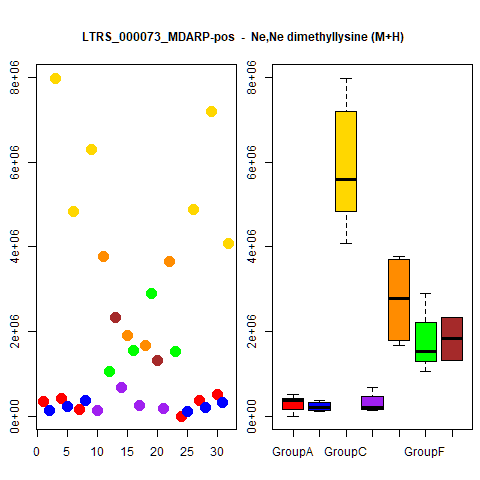 LTRS_000073_MDARP-pos - Ne,Ne dimethyllysine (M+H)
8e+06
6e+06
4e+06
2e+06
0e+00
0 5 10 15 20 25 30
8e+06
6e+06
4e+06
2e+06
0e+00
GroupA GroupC GroupF